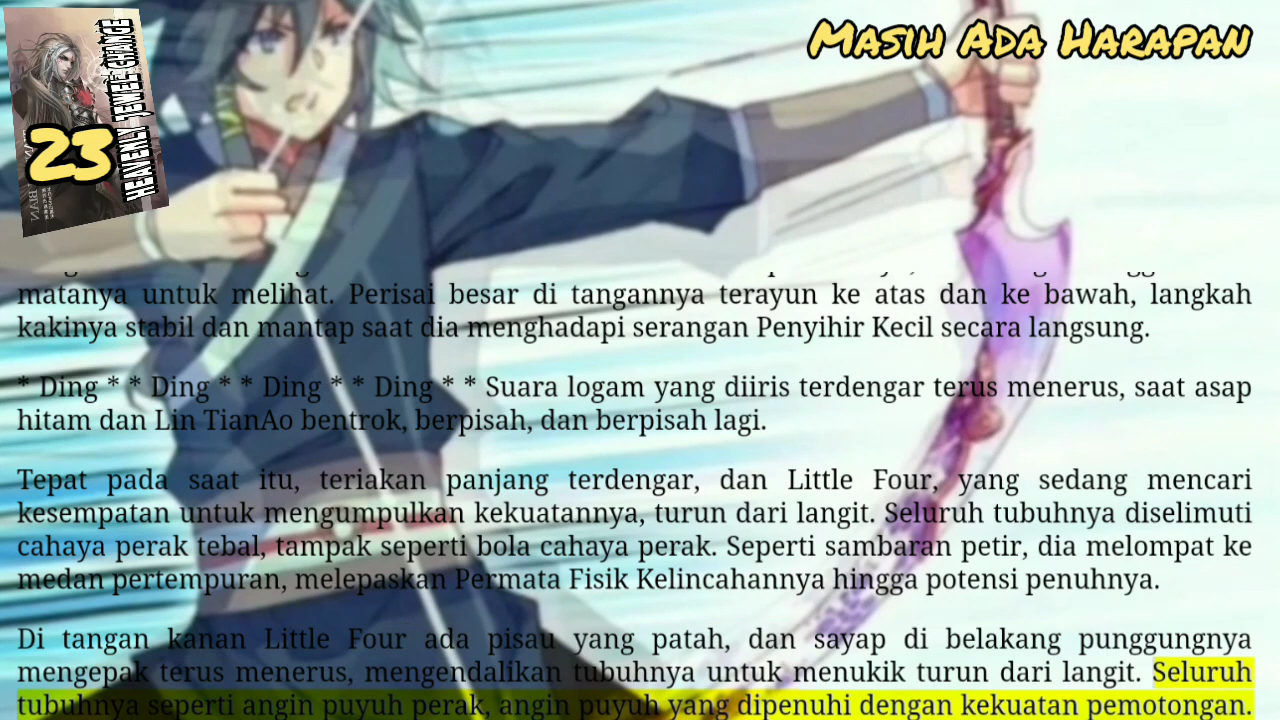 Masih Ada Harapan
HEAVENLY JEWEL CHANGE
23
matanya untuk melihat. Perisai besar di tangannya terayun ke atas dan ke bawah, langkah
kakinya stabil dan mantap saat dia menghadapi serangan Penyihir Kecil secara langsung.
* Ding * * Ding * * Ding * * Ding * * Suara logam yang diiris terdengar terus menerus, saat asap
hitam dan Lin TianAo bentrok, berpisah, dan berpisah lagi.
Tepat pada saat itu, teriakan panjang terdengar, dan Little Four, yang sedang mencari
kesempatan untuk mengumpulkan kekuatannya, turun dari langit. Seluruh tubuhnya diselimuti
cahaya perak tebal, tampak seperti bola cahaya perak. Seperti sambaran petir, dia melompat ke
medan pertempuran, melepaskan Permata Fisik Kelincahannya hingga potensi penuhnya.
Di tangan kanan Little Four ada pisau yang patah, dan sayap di belakang punggungnya
mengepak terus menerus, mengendalikan tubuhnya untuk menukik turun dari langit. Seluruh
tubuhnya seperti angin puyuh perak, angin puyuh yang dipenuhi dengan kekuatan pemotongan.